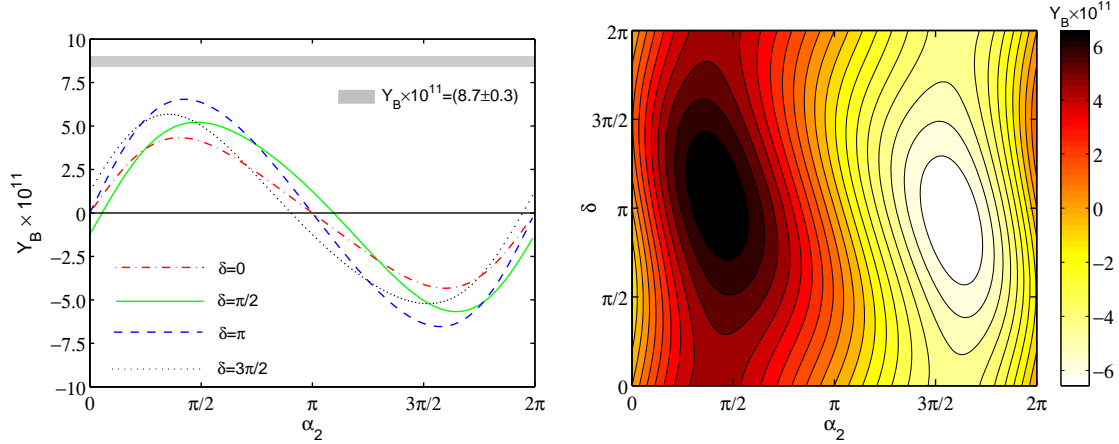 10
7.5
5.0
2.5
0
−2.5
−5.0
−7.5
−10
Y_B × 10^11
Y_B×10^11=(8.7±0.3)
δ=0
δ=π/2
δ=π
δ=3π/2
0 π/2 π 3π/2 2π
α_2
2π
3π/2
π
π/2
0
δ
0 π/2 π 3π/2 2π
α_2
Y_B×10^11
6
4
2
0
−2
−4
−6